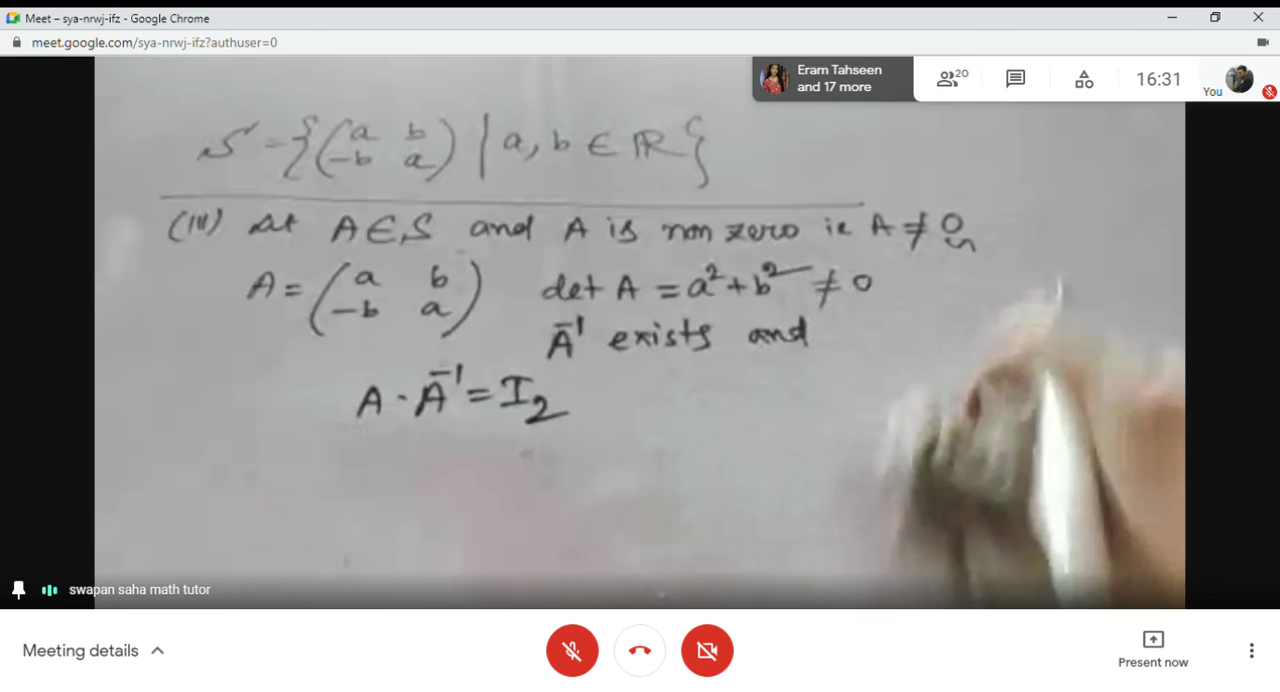 Meet – sya-nrwj-ifz - Google Chrome
meet.google.com/sya-nrwj-ifz?authuser=0
Eram Tahseen
and 17 more
20
16:31
You
S = {(a b) | a, b ∈ ℝ}
(-b a)
(III) Let A ∈ S and A is non zero ie A ≠ 0
A = (a b) det A = a² + b² ≠ 0
(-b a)
A⁻¹ exists and
A · A⁻¹ = I₂
swapan saha math tutor
Meeting details
Present now